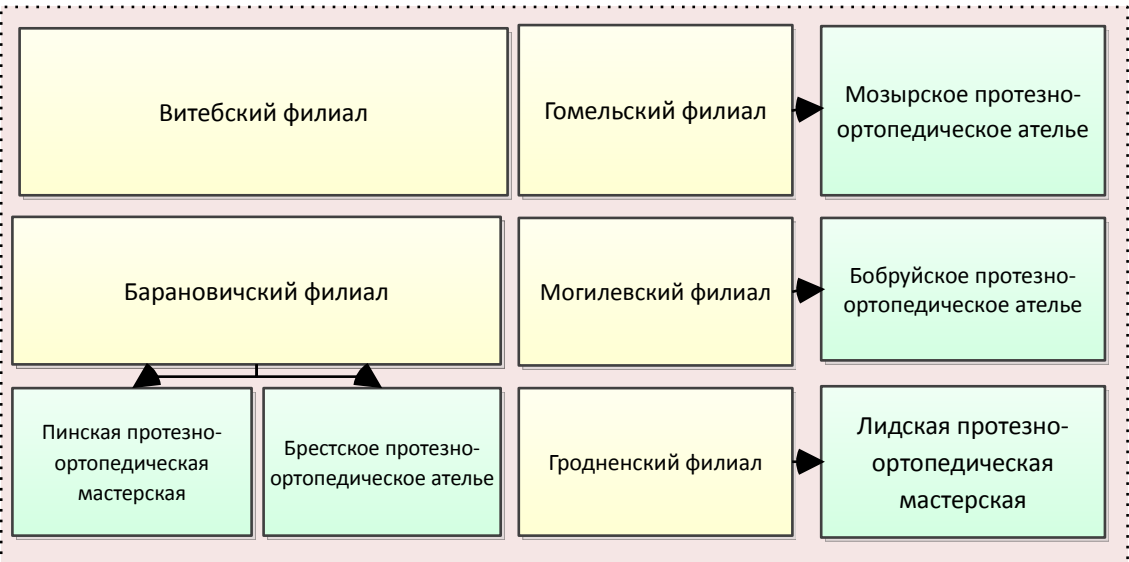 Витебский филиал
Гомельский филиал
Мозырское протезно-
ортопедическое ателье
Барановичский филиал
Могилевский филиал
Бобруйское протезно-
ортопедическое ателье
Пинская протезно-
ортопедическая
мастерская
Брестское протезно-
ортопедическое ателье
Гродненский филиал
Лидская протезно-
ортопедическая
мастерская